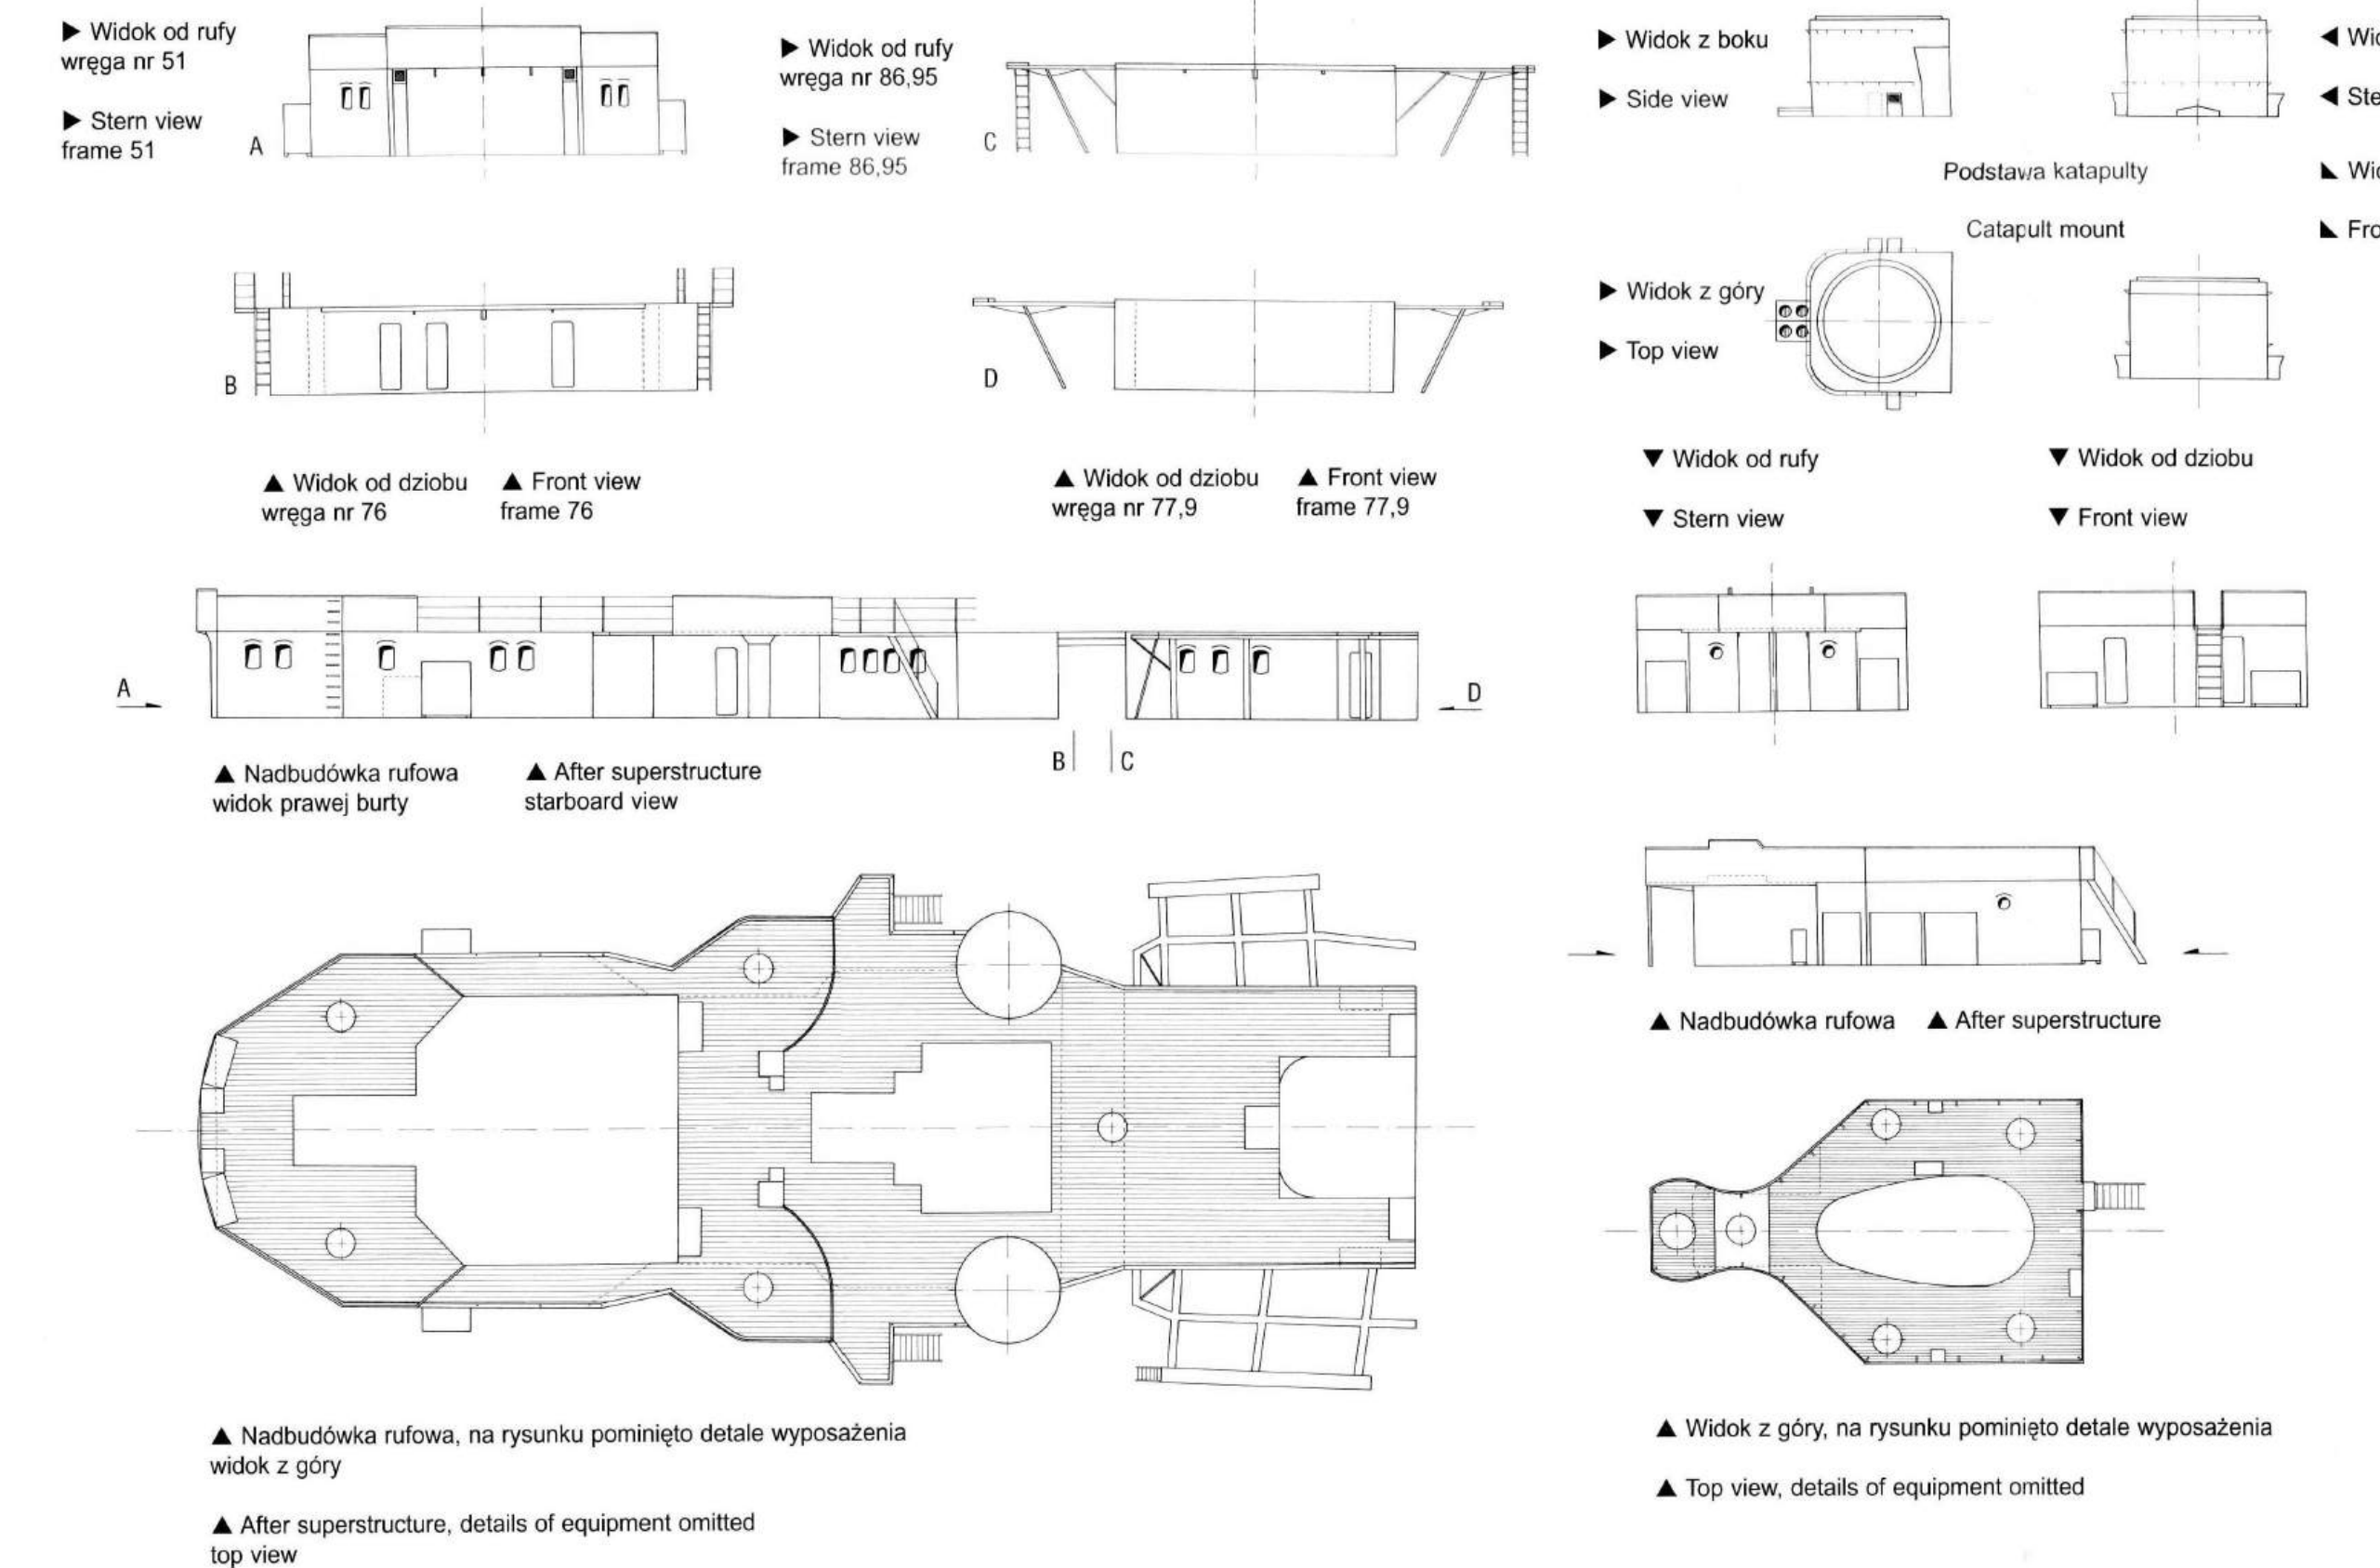 ▶ Widok od rufy
wręga nr 51
▶ Stern view
frame 51
A
▶ Widok od rufy
wręga nr 86,95
▶ Stern view
frame 86,95
C
▶ Widok z boku
▶ Side view
Podstawa katapulty
Catapult mount
▶ Widok z góry
▶ Top view
B
D
▲ Widok od dziobu
wręga nr 76
▲ Front view
frame 76
▲ Widok od dziobu
wręga nr 77,9
▲ Front view
frame 77,9
▼ Widok od rufy
▼ Stern view
▼ Widok od dziobu
▼ Front view
A
D
B
C
▲ Nadbudówka rufowa
widok prawej burty
▲ After superstructure
starboard view
▲ Nadbudówka rufowa ▲ After superstructure
▲ Nadbudówka rufowa, na rysunku pominięto detale wyposażenia
widok z góry
▲ After superstructure, details of equipment omitted
top view
▲ Widok z góry, na rysunku pominięto detale wyposażenia
▲ Top view, details of equipment omitted